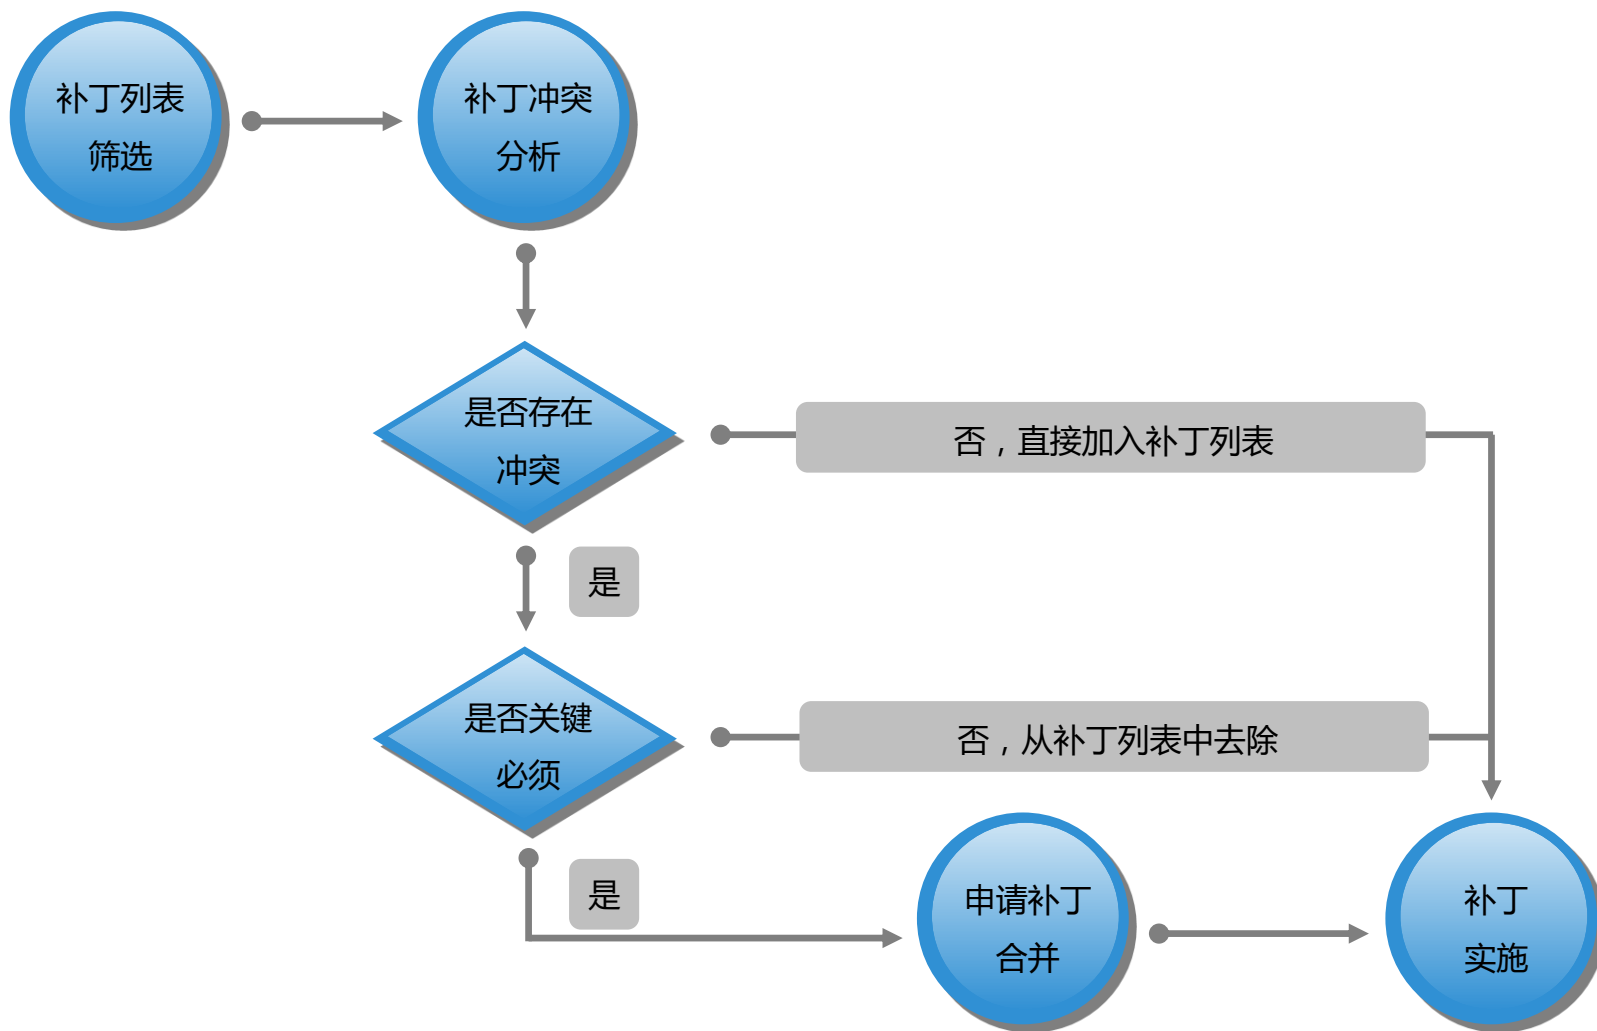 补丁列表
筛选
补丁冲突
分析
是否存在
冲突
否，直接加入补丁列表
是
是否关键
必须
否，从补丁列表中去除
是
申请补丁
合并
补丁
实施